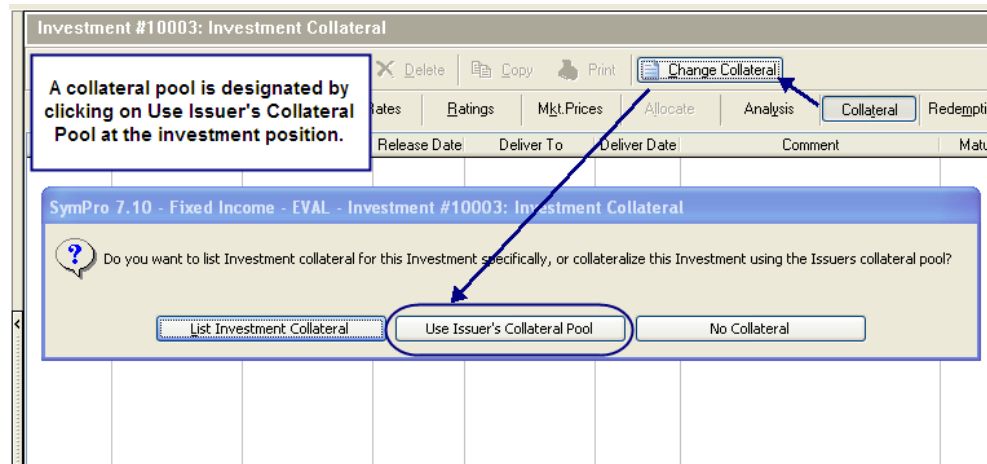 Investment #10003: Investment Collateral
A collateral pool is designated by
clicking on Use Issuer's Collateral
Pool at the investment position.
Delete Copy Print Change Collateral
Rates Ratings Mkt.Prices Allocate Analysis Collateral Redempti
Release Date Deliver To Deliver Date Comment Matu
SymPro 7.10 - Fixed Income - EVAL - Investment #10003: Investment Collateral
Do you want to list Investment collateral for this Investment specifically, or collateralize this Investment using the Issuers collateral pool?
List Investment Collateral Use Issuer's Collateral Pool No Collateral